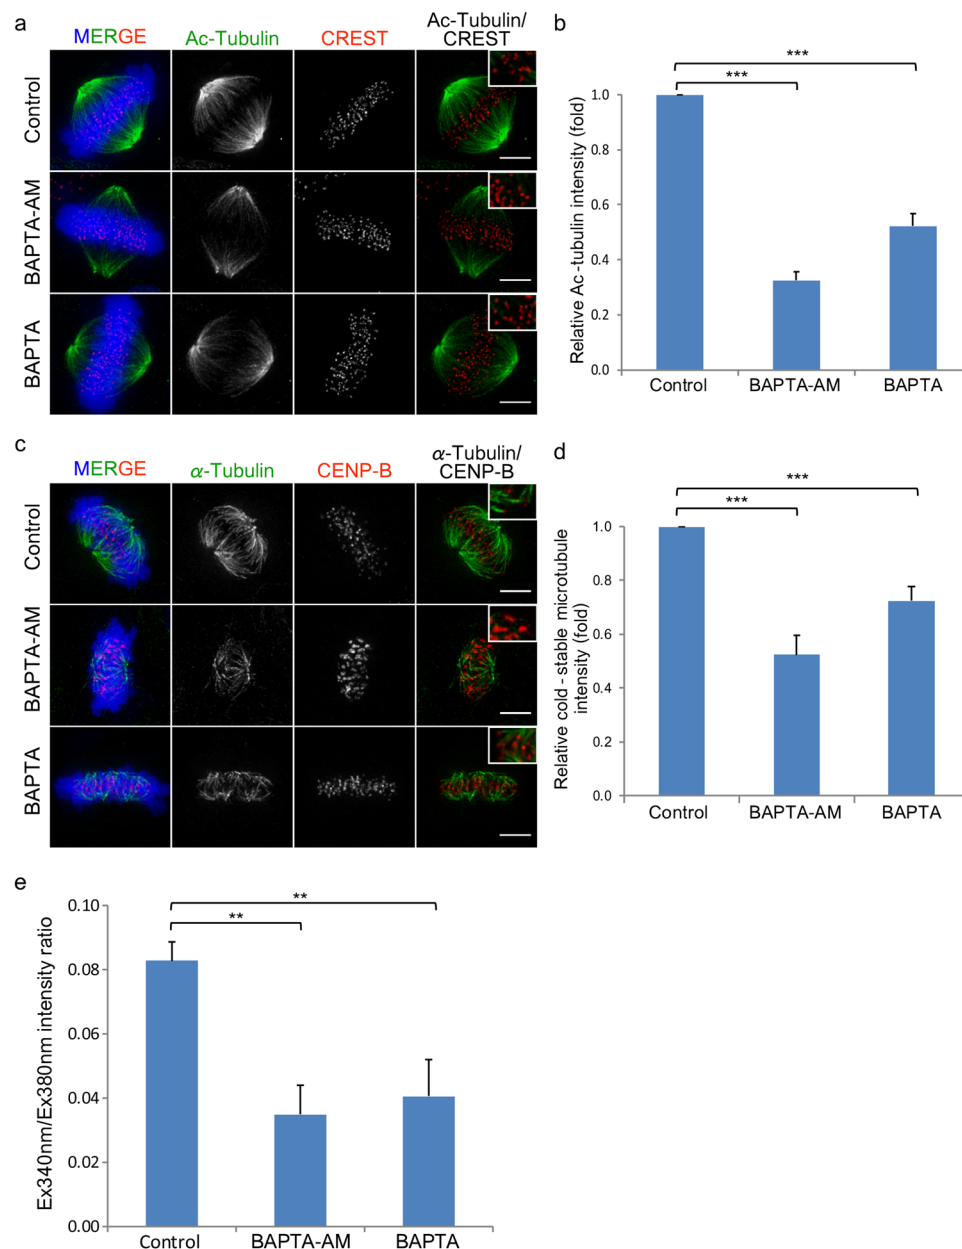 a
MERGE
Ac-Tubulin
CREST
Ac-Tubulin/
CREST
Control
BAPTA-AM
BAPTA
b
***
***
Relative Ac-tubulin intensity (fold)
1.0
0.8
0.6
0.4
0.2
0.0
Control
BAPTA-AM
BAPTA
c
MERGE
α-Tubulin
CENP-B
α-Tubulin/
CENP-B
Control
BAPTA-AM
BAPTA
d
***
***
Relative cold - stable microtubule
intensity (fold)
1.0
0.8
0.6
0.4
0.2
0.0
Control
BAPTA-AM
BAPTA
e
**
**
Ex340nm/Ex380nm intensity ratio
0.10
0.08
0.06
0.04
0.02
0.00
Control
BAPTA-AM
BAPTA